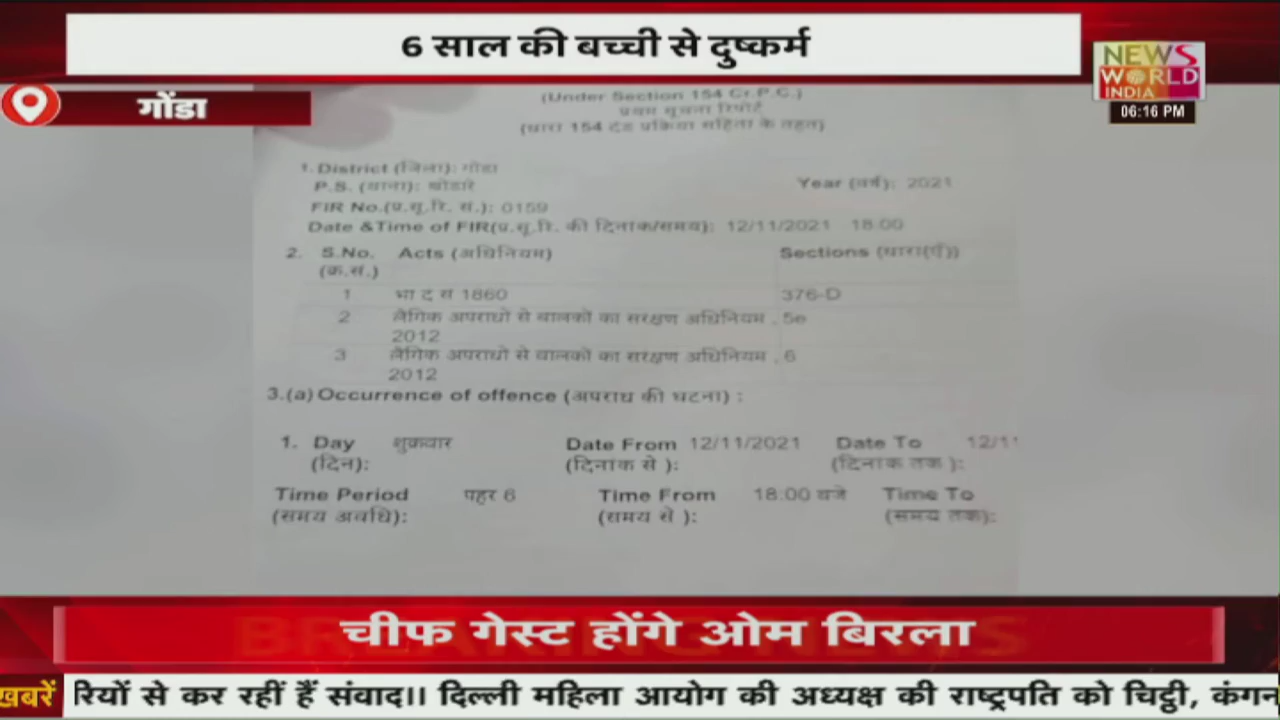 6 साल की बच्ची से दुष्कर्म
NEWS
WORLD
INDIA
06:16 PM
गोंडा
(Under Section 154 Cr.P.C.)
प्रथम सूचना रिपोर्ट
(धारा 154 दंड प्रक्रिया संहिता के तहत)
1. District (जिला): गोंडा
P.S. (थाना): खोडारे
Year (वर्ष): 2021
FIR No.(प्र.सू.रि. सं.): 0159
Date &Time of FIR(प्र.सू.रि. की दिनांक/समय): 12/11/2021 18:00
2. S.No. Acts (अधिनियम) Sections (धारा(एँ))
(क्र.सं.)
1 भा द स 1860 376-D
2 लैंगिक अपराधों से बालकों का संरक्षण अधिनियम , 5e
2012
3 लैंगिक अपराधों से बालकों का संरक्षण अधिनियम , 6
2012
3.(a) Occurrence of offence (अपराध की घटना) :
1. Day शुक्रवार Date From 12/11/2021 Date To 12/11
(दिन): (दिनांक से ): (दिनांक तक ):
Time Period पहर 6 Time From 18:00 बजे Time To
(समय अवधि): (समय से ): (समय तक):
चीफ गेस्ट होंगे ओम बिरला
खबरें रियों से कर रहीं हैं संवाद।। दिल्ली महिला आयोग की अध्यक्ष की राष्ट्रपति को चिट्ठी, कंगन